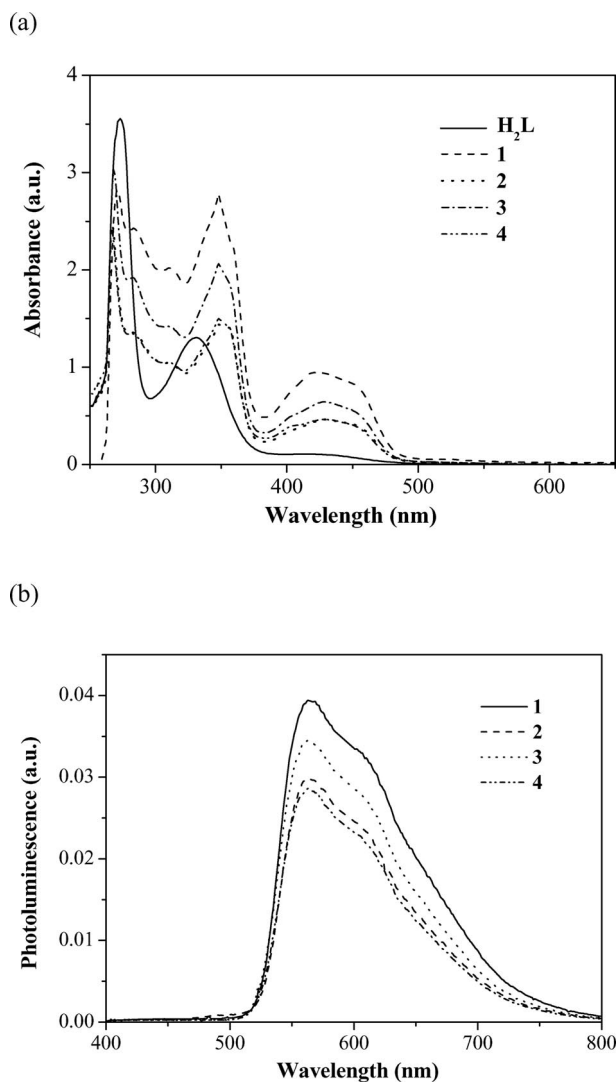 (a)
4
3
2
1
0
Absorbance (a.u.)
H₂L
1
2
3
4
300 400 500 600
Wavelength (nm)
(b)
0.04
0.03
0.02
0.01
0.00
Photoluminescence (a.u.)
1
2
3
4
400 500 600 700 800
Wavelength (nm)